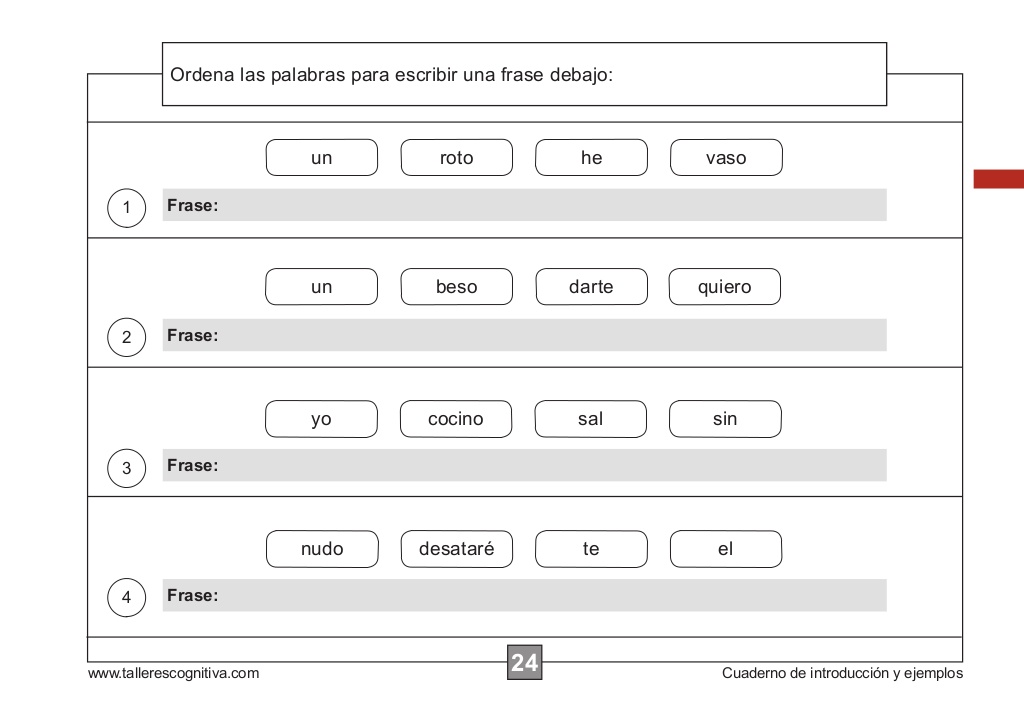 Ordena las palabras para escribir una frase debajo:
un roto he vaso
1 Frase:
un beso darte quiero
2 Frase:
yo cocino sal sin
3 Frase:
nudo desataré te el
4 Frase:
www.tallerescognitiva.com 24 Cuaderno de introducción y ejemplos